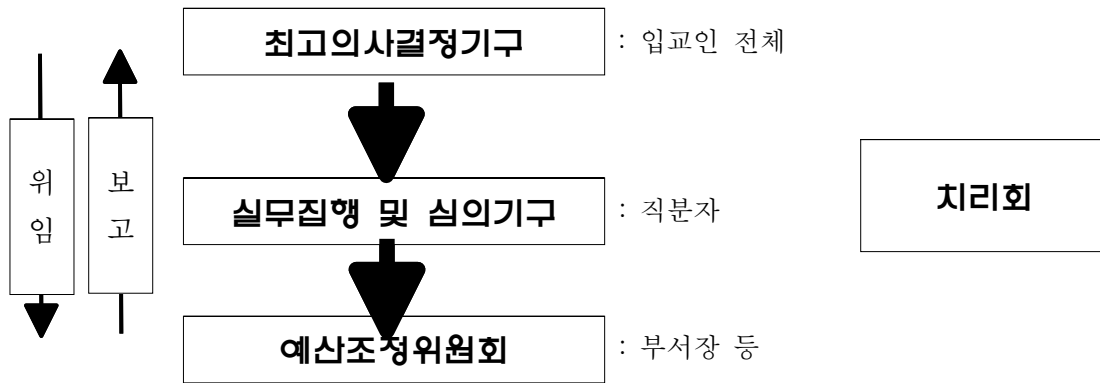 최고의사결정기구 : 입교인 전체
위임
보고
치리회
실무집행 및 심의기구 : 직분자
예산조정위원회 : 부서장 등